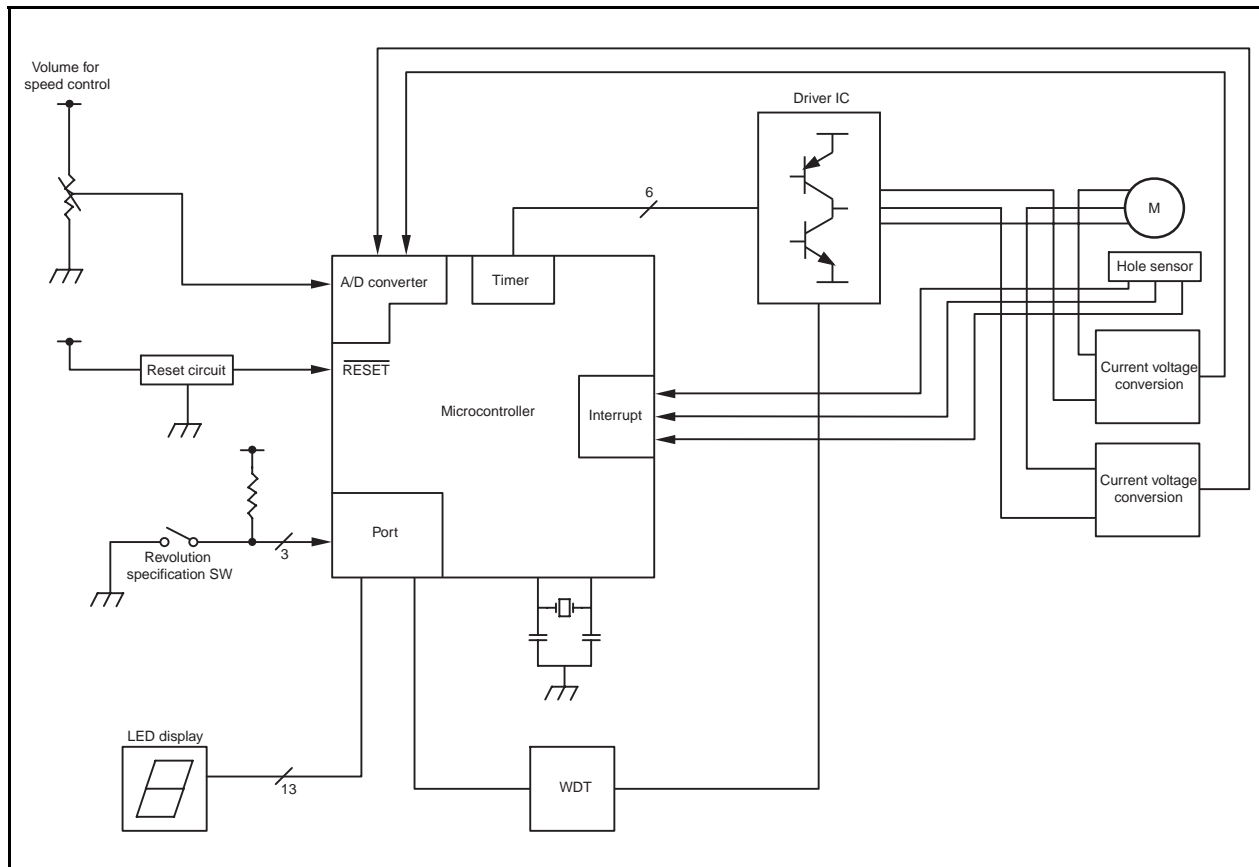 Volume for
speed control
Driver IC
6
M
Hole sensor
A/D converter
Timer
Reset circuit
RESET
Current voltage
conversion
Microcontroller
Interrupt
Current voltage
conversion
Port
3
Revolution
specification SW
LED display
13
WDT